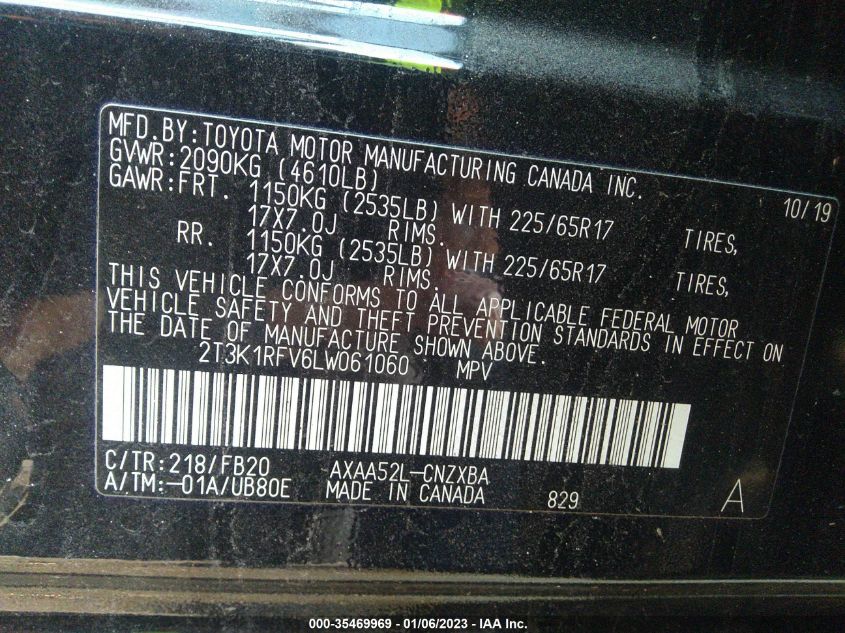 MFD.BY:TOYOTA MOTOR MANUFACTURING CANADA INC.
GVWR:2090KG (4610LB) 10/19
GAWR:FRT. 1150KG (2535LB) WITH 225/65R17 TIRES,
17X7.0J RIMS.
RR. 1150KG (2535LB) WITH 225/65R17 TIRES,
17X7.0J RIMS.
THIS VEHICLE CONFORMS TO ALL APPLICABLE FEDERAL MOTOR
VEHICLE SAFETY AND THEFT PREVENTION STANDARDS IN EFFECT ON
THE DATE OF MANUFACTURE SHOWN ABOVE.
2T3K1RFV6LW061060 MPV
C/TR:218/FB20 AXAA52L-CNZXBA
A/TM:-01A/UB80E MADE IN CANADA 829 A
000-35469969 - 01/06/2023 - IAA Inc.